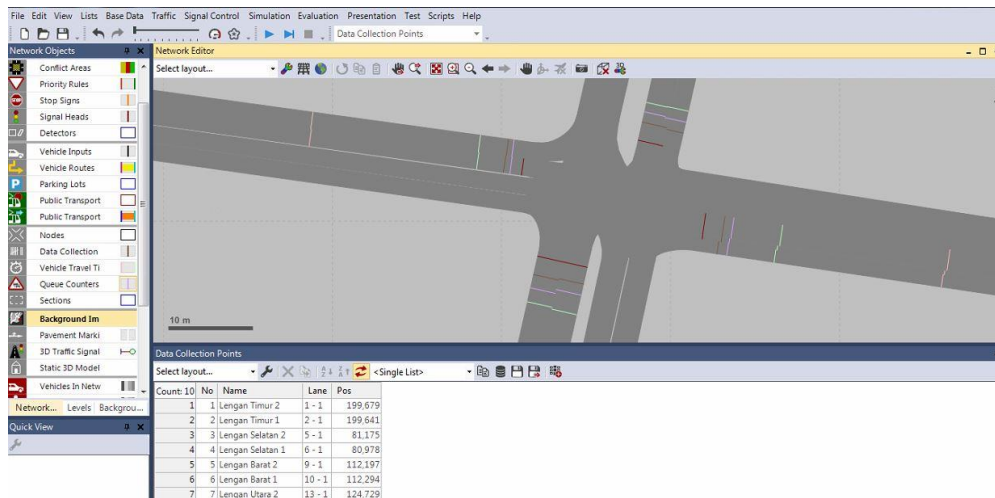 File Edit View Lists Base Data Traffic Signal Control Simulation Evaluation Presentation Test Scripts Help
Data Collection Points
Network Objects
Network Editor
Conflict Areas
Select layout...
Priority Rules
Stop Signs
Signal Heads
Detectors
Vehicle Inputs
Vehicle Routes
Parking Lots
Public Transport
Public Transport
Nodes
Data Collection
Vehicle Travel Ti
Queue Counters
Sections
Background Im
Pavement Marki
3D Traffic Signal
Static 3D Model
Vehicles In Netw
10 m
Network... Levels Backgrou...
Quick View
Data Collection Points
Select layout... <Single List>
Count: 10 No Name Lane Pos
1 1 Lengan Timur 2 1 - 1 199,679
2 2 Lengan Timur 1 2 - 1 199,641
3 3 Lengan Selatan 2 5 - 1 81,175
4 4 Lengan Selatan 1 6 - 1 80,978
5 5 Lengan Barat 2 9 - 1 112,197
6 6 Lengan Barat 1 10 - 1 112,294
7 7 Lengan Utara 2 13 - 1 124,729